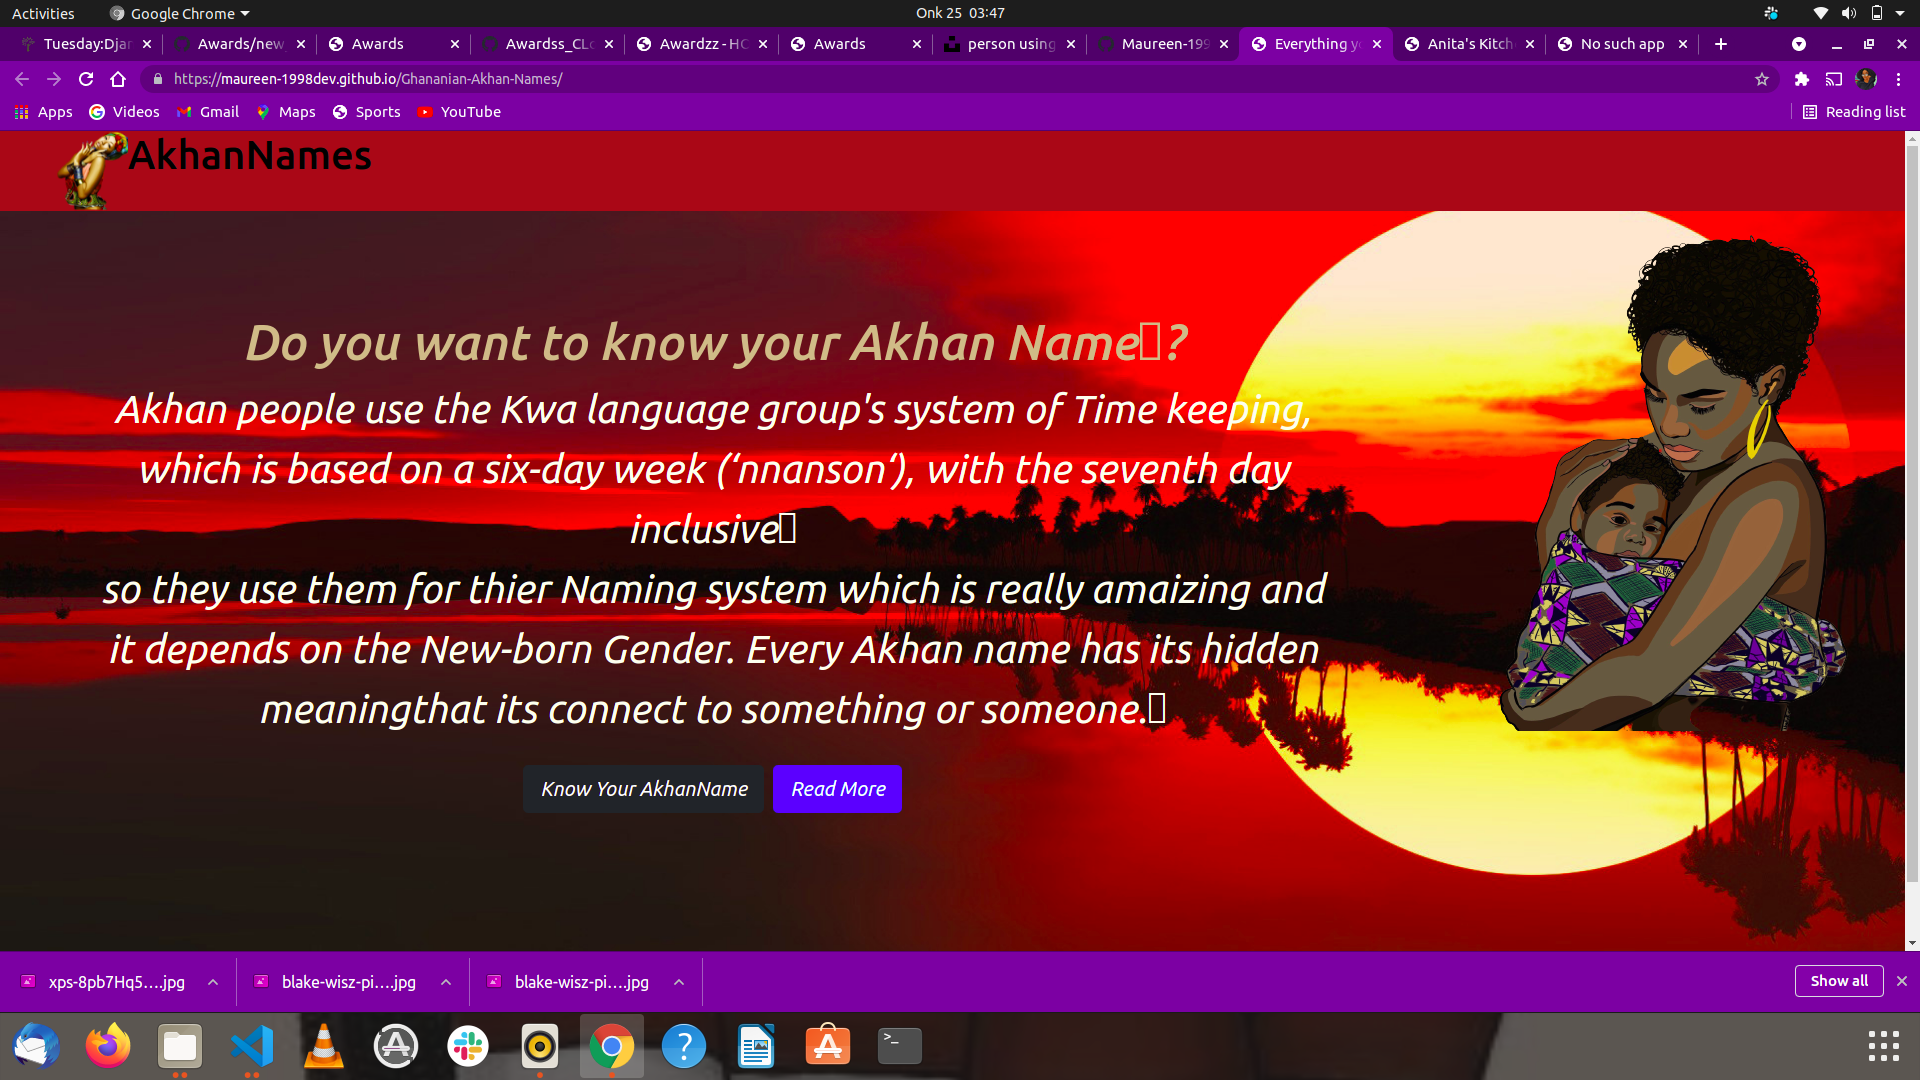 Activities
Google Chrome
Onk 25 03:47
Tuesday:Djar
Awards/new
Awards
Awardss_CLo
Awardzz - HC
Awards
person using
Maureen-199
Everything yo
Anita's Kitch
No such app
https://maureen-1998dev.github.io/Ghananian-Akhan-Names/
Apps
Videos
Gmail
Maps
Sports
YouTube
Reading list
AkhanNames
Do you want to know your Akhan Name?
Akhan people use the Kwa language group's system of Time keeping,
which is based on a six-day week (‘nnanson‘), with the seventh day
inclusive
so they use them for thier Naming system which is really amaizing and
it depends on the New-born Gender. Every Akhan name has its hidden
meaningthat its connect to something or someone.
Know Your AkhanName
Read More
xps-8pb7Hq5....jpg
blake-wisz-pi....jpg
blake-wisz-pi....jpg
Show all